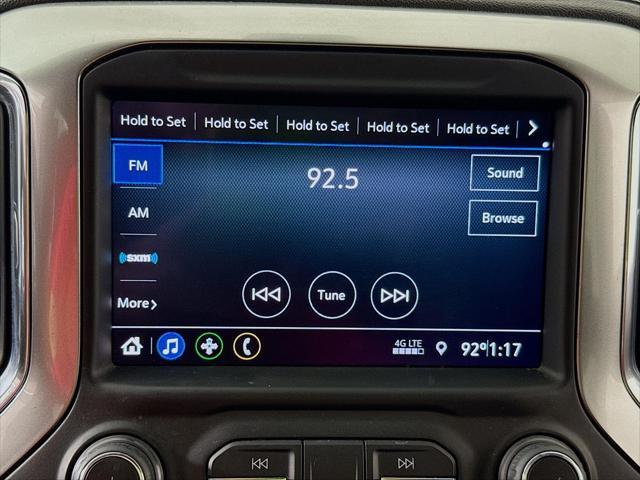 Hold to Set Hold to Set Hold to Set Hold to Set Hold to Set
FM
92.5
Sound
AM
Browse
sxm
Tune
More
4G LTE
92° 1:17